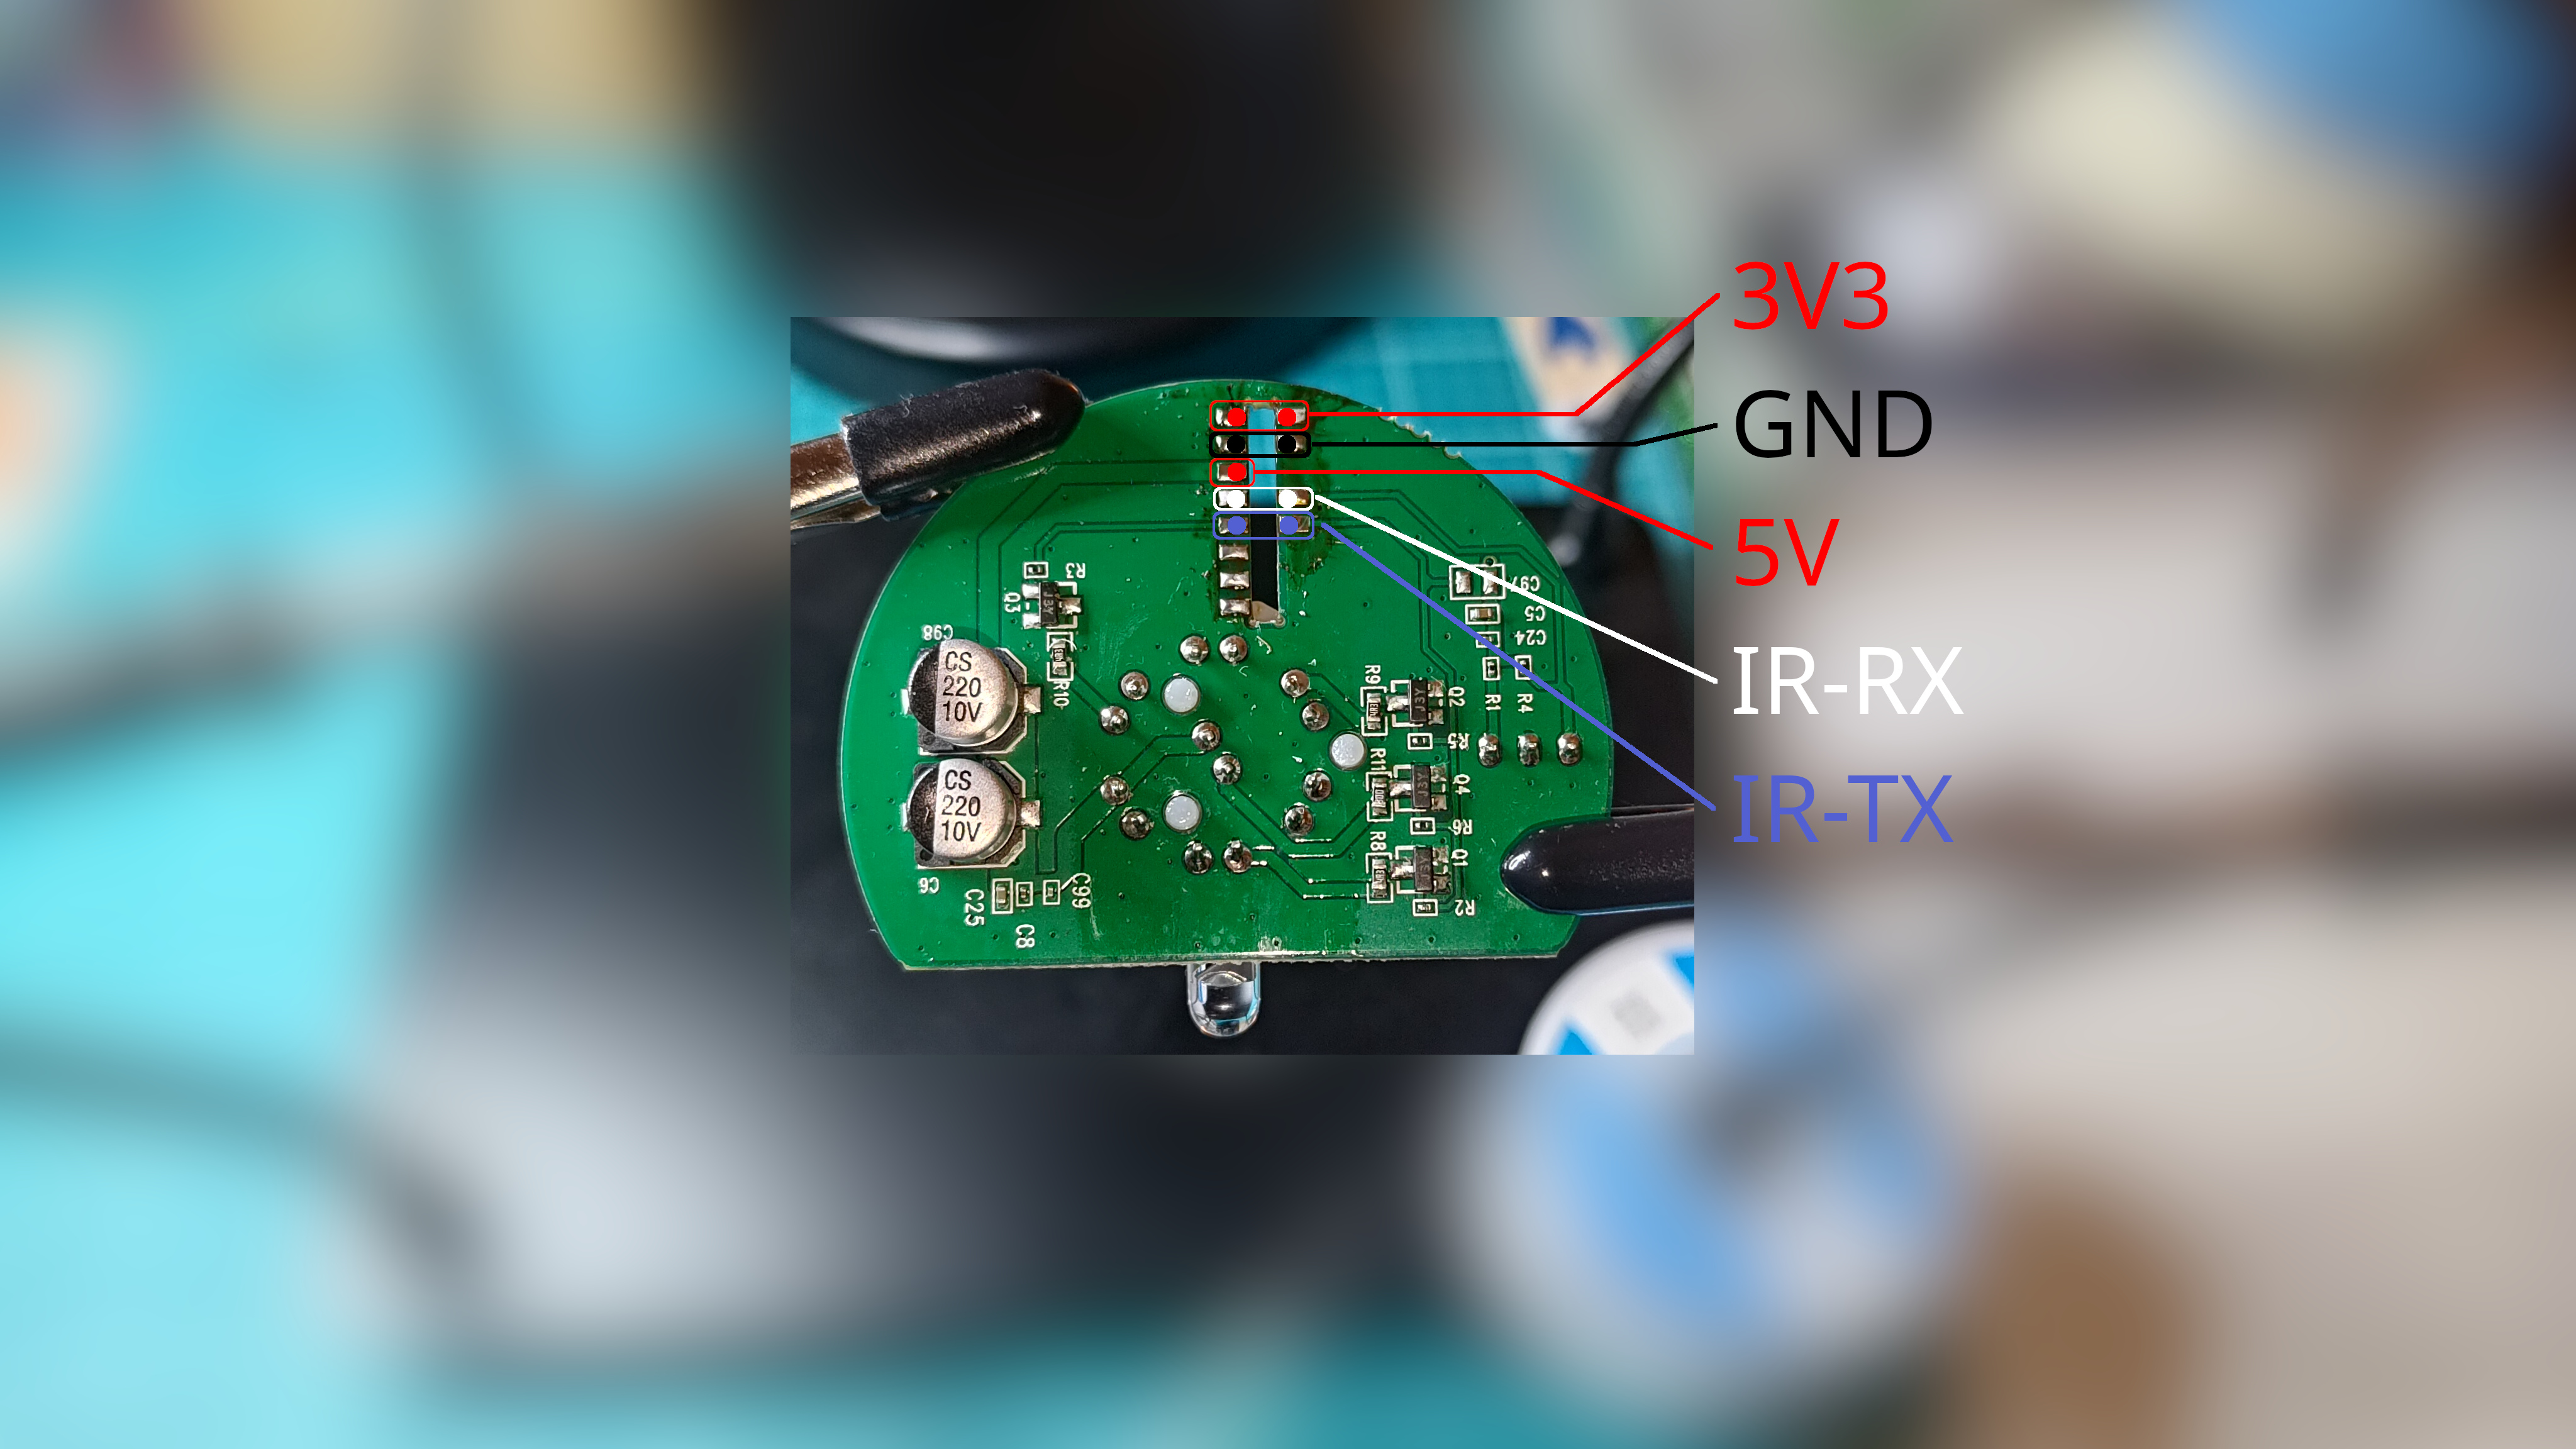 3V3
GND
5V
IR-RX
IR-TX
R3
Q3
C98
CS
220
10V
R10
CS
220
10V
C6
C25
C8
C99
C97
C5
C24
R1
R4
R9
Q2
R5
R11
Q4
R6
R8
Q1
R2